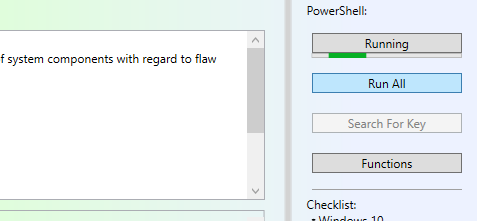 PowerShell:
Running
f system components with regard to flaw
Run All
Search For Key
Functions
Checklist:
• Windows 10